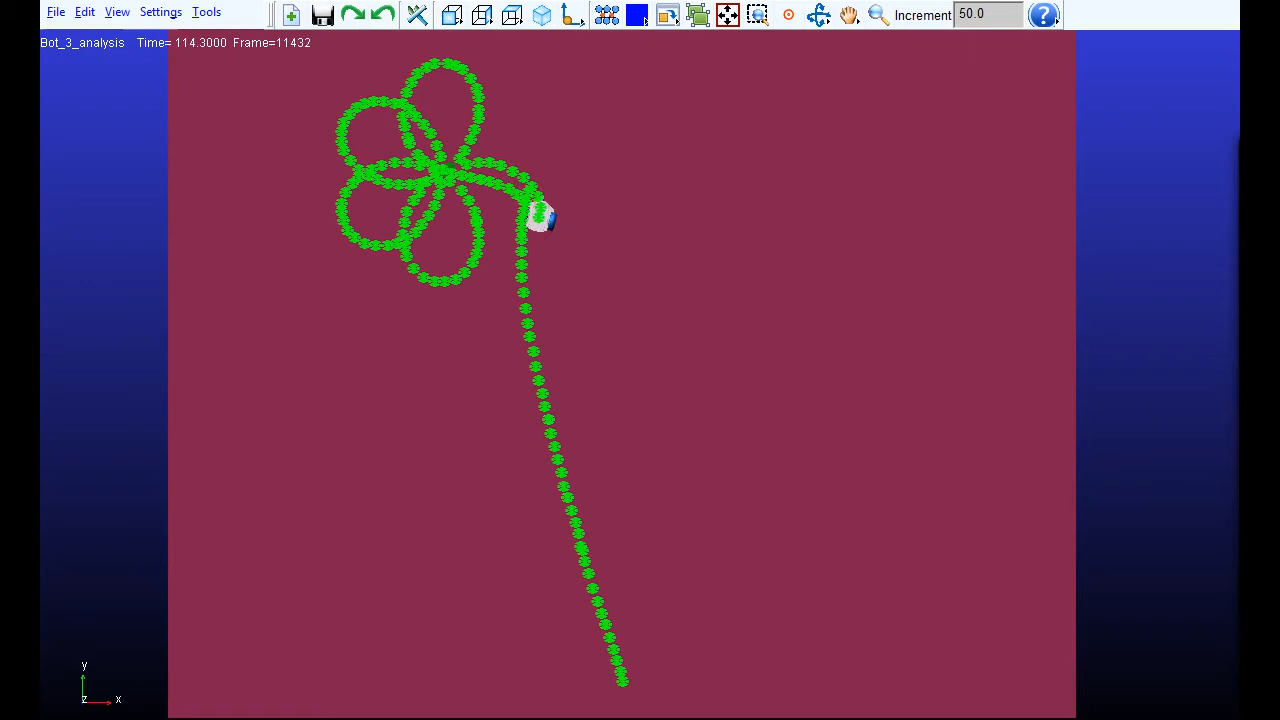 File Edit View Settings Tools
Increment 50.0
?
Bot_3_analysis Time= 114.3000 Frame=11432
y
z x